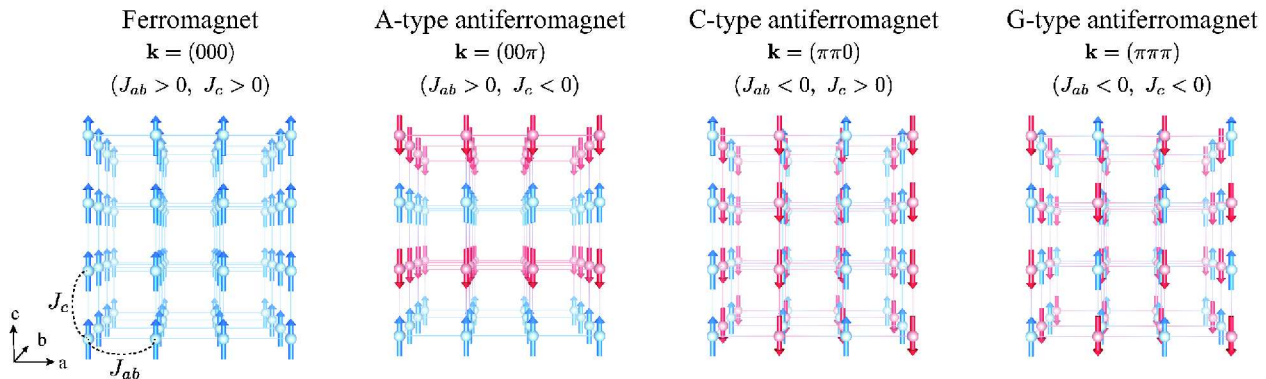 Ferromagnet
k = (000)
(J_ab > 0, J_c > 0)
A-type antiferromagnet
k = (00π)
(J_ab > 0, J_c < 0)
C-type antiferromagnet
k = (ππ0)
(J_ab < 0, J_c > 0)
G-type antiferromagnet
k = (πππ)
(J_ab < 0, J_c < 0)
J_c
J_ab
c
b
a